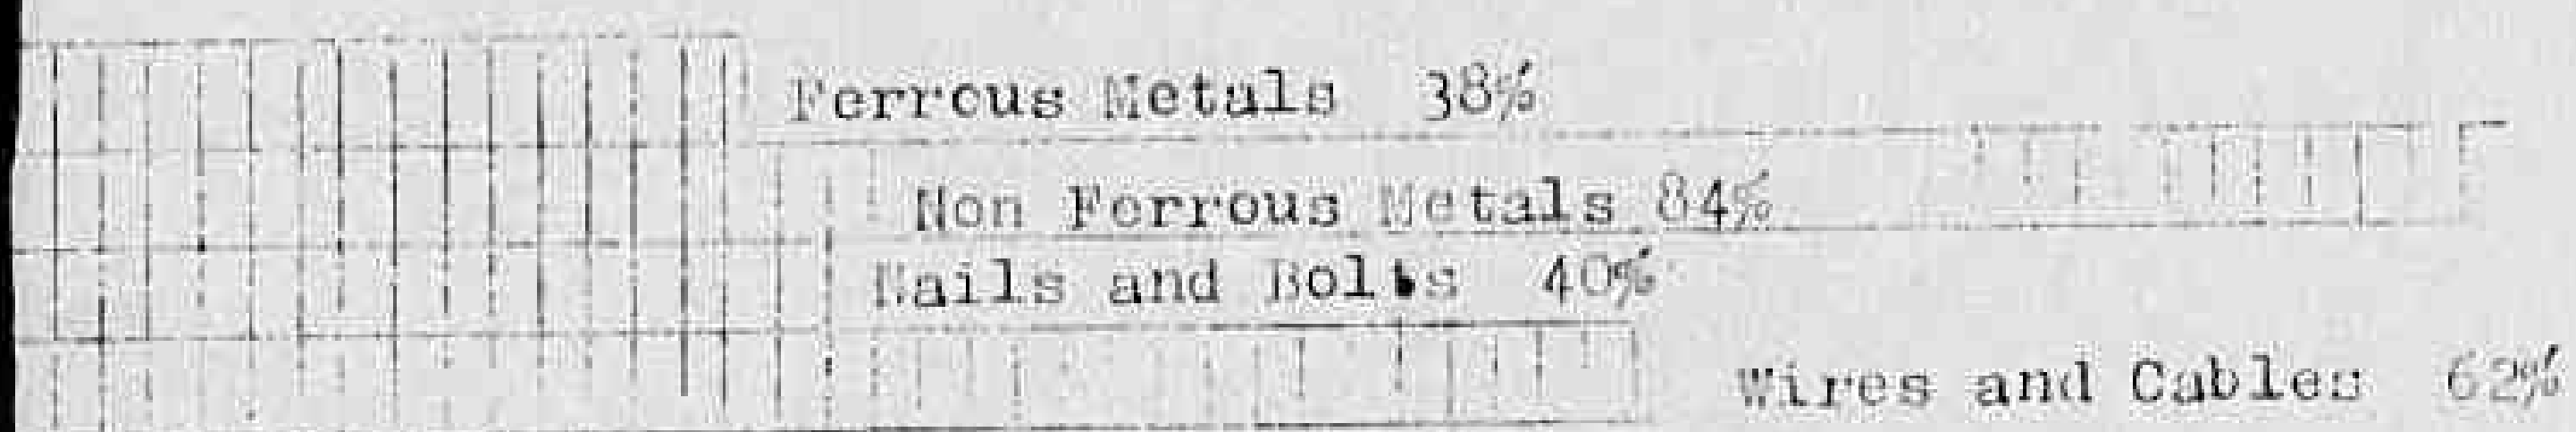 Ferrous Metals 38%
Non Ferrous Metals 84%
Nails and Bolts 40%
Wires and Cables 62%